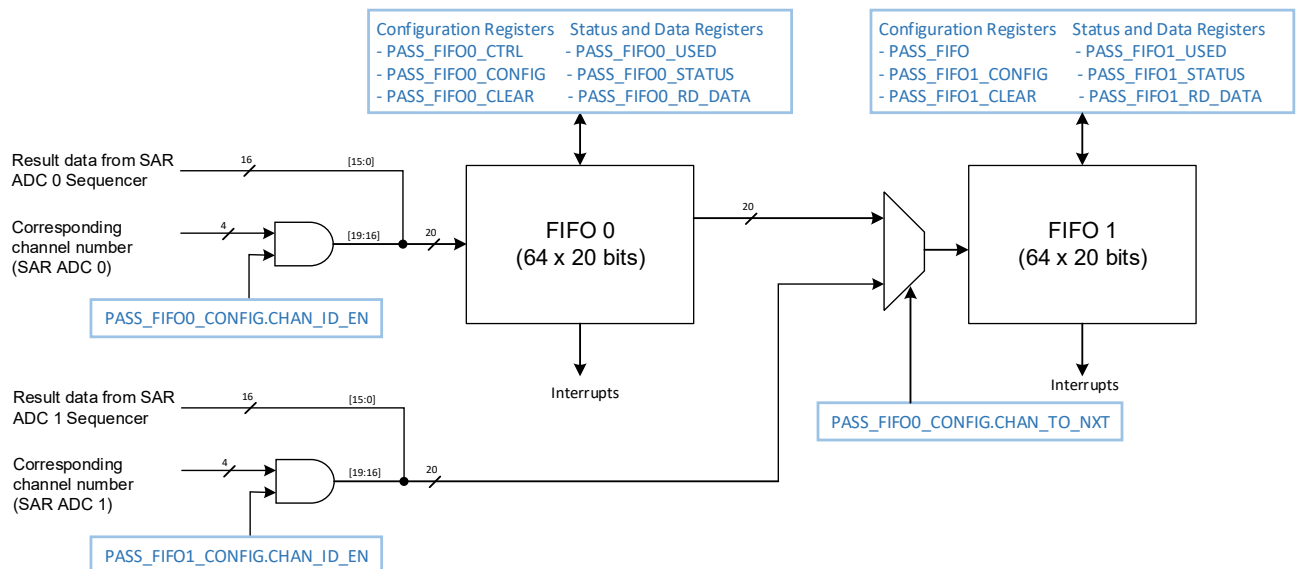 Configuration Registers Status and Data Registers
- PASS_FIFO0_CTRL - PASS_FIFO0_USED
- PASS_FIFO0_CONFIG - PASS_FIFO0_STATUS
- PASS_FIFO0_CLEAR - PASS_FIFO0_RD_DATA
Configuration Registers Status and Data Registers
- PASS_FIFO - PASS_FIFO1_USED
- PASS_FIFO1_CONFIG - PASS_FIFO1_STATUS
- PASS_FIFO1_CLEAR - PASS_FIFO1_RD_DATA
Result data from SAR
ADC 0 Sequencer
16
[15:0]
Corresponding
channel number
(SAR ADC 0)
4
[19:16]
20
PASS_FIFO0_CONFIG.CHAN_ID_EN
FIFO 0
(64 x 20 bits)
20
FIFO 1
(64 x 20 bits)
Interrupts
Interrupts
PASS_FIFO0_CONFIG.CHAN_TO_NXT
Result data from SAR
ADC 1 Sequencer
16
[15:0]
Corresponding
channel number
(SAR ADC 1)
4
[19:16]
20
PASS_FIFO1_CONFIG.CHAN_ID_EN